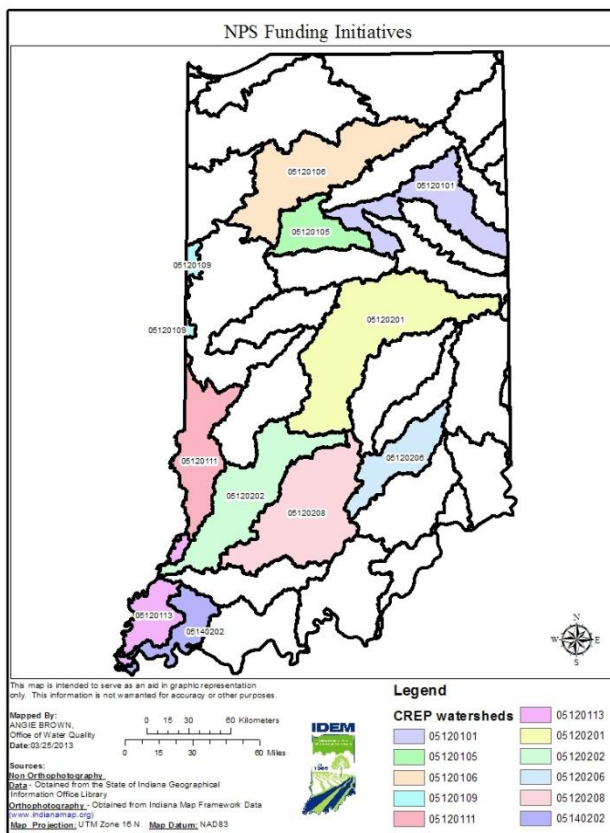 NPS Funding Initiatives
05120106
05120101
05120105
05120109
05120201
05120109
05120111
05120206
05120202
05120208
05120113
05140202
N
W
E
S
This map is intended to serve as an aid in graphic representation
only. This information is not warranted for accuracy or other purposes.
Mapped By:
ANGIE BROWN,
Office of Water Quality
Date:03/25/2013
0 15 30 60 Kilometers
0 15 30 60 Miles
Sources:
Non Orthophotography
Data - Obtained from the State of Indiana Geographical
Information Office Library
Orthophotography - Obtained from Indiana Map Framework Data
(www.indianamap.org)
Map Projection: UTM Zone 16 N Map Datum: NAD83
IDEM
Legend
CREP watersheds
05120101
05120105
05120106
05120109
05120111
05120113
05120201
05120202
05120206
05120208
05140202